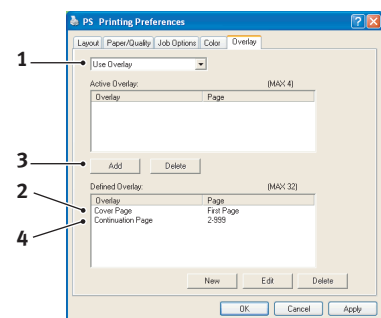 PS Printing Preferences
Layout Paper/Quality Job Options Color Overlay
1
Use Overlay
Active Overlay: (MAX 4)
Overlay Page
3
Add Delete
Defined Overlay: (MAX 32)
Overlay Page
2
Cover Page First Page
4
Continuation Page 2-999
New Edit Delete
OK Cancel Apply